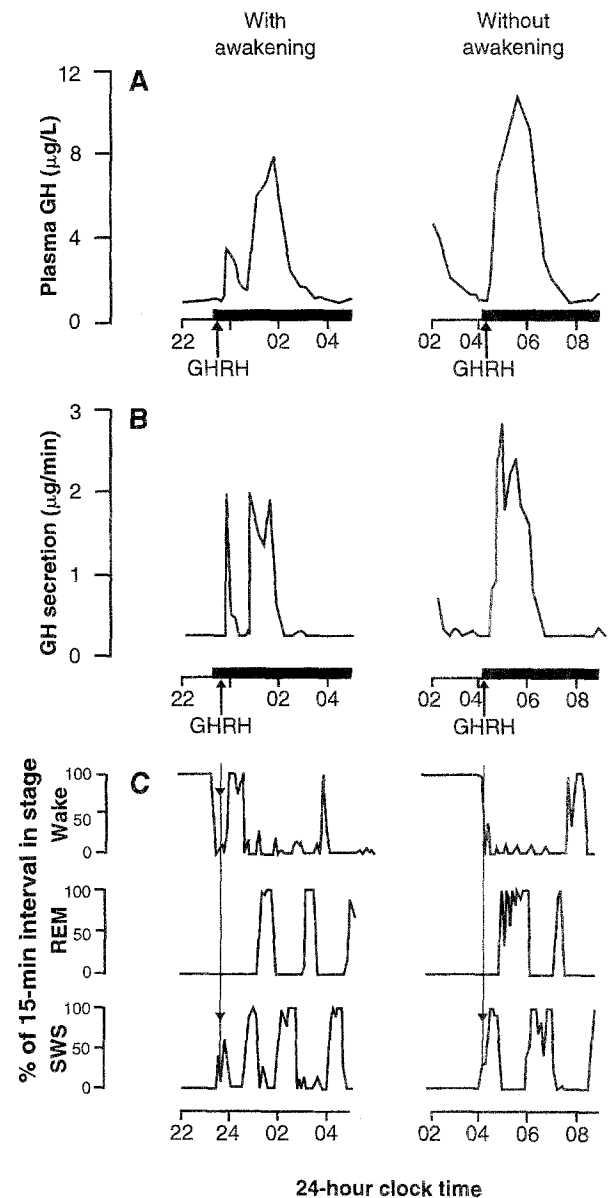 With
awakening
Without
awakening
A
Plasma GH (μg/L)
12
8
4
0
22 02 04
GHRH
02 06 08
GHRH
B
GH secretion (μg/min)
3
2
1
0
22 02 04
GHRH
02 04 06 08
GHRH
C
% of 15-min interval in stage
Wake
100
50
0
REM
100
50
0
SWS
100
50
0
22 24 02 04
02 04 06 08
24-hour clock time